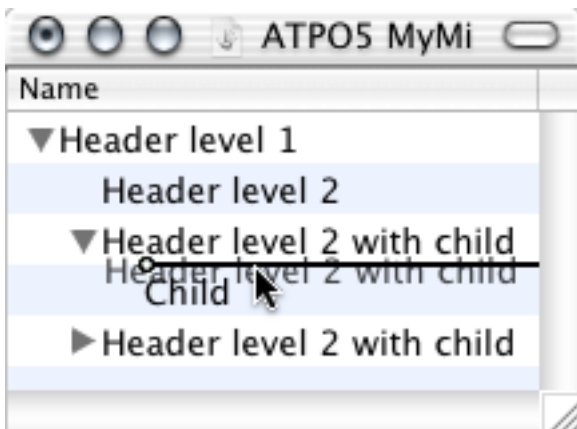 ATPO5 MyMi
Name
Header level 1
Header level 2
Header level 2 with child
Header level 2 with child
Child
Header level 2 with child